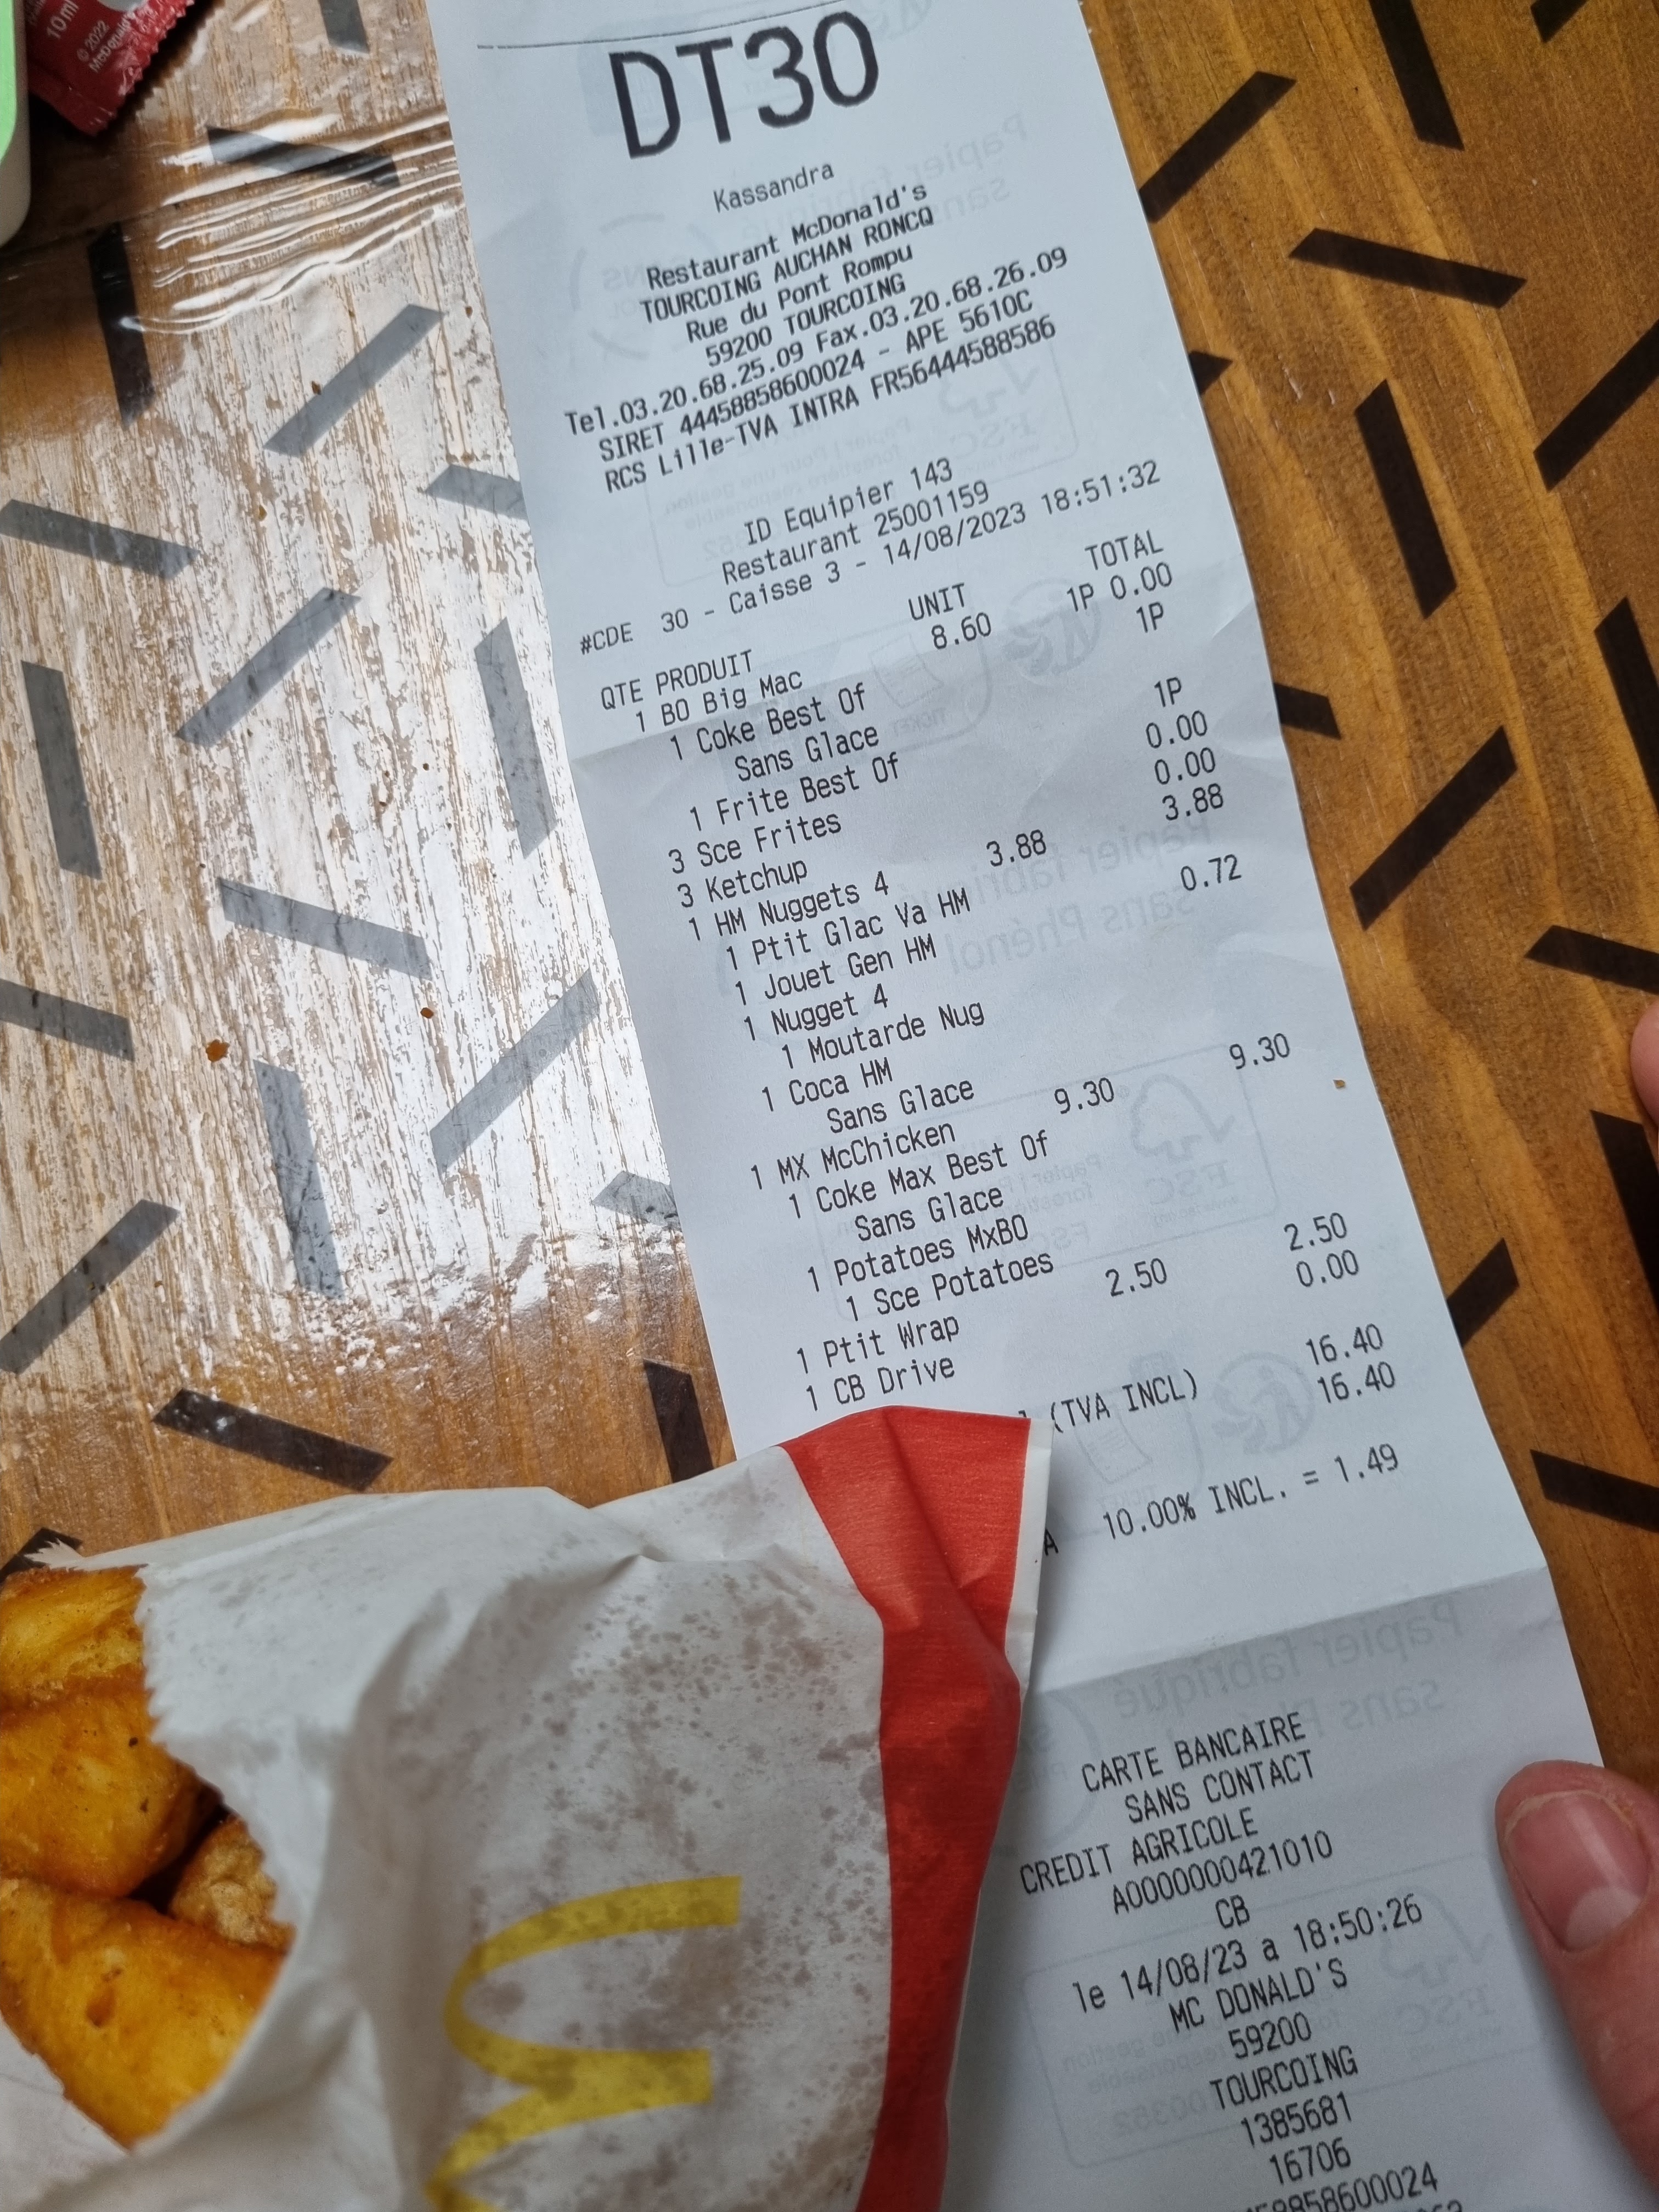 10ml
© 2022
McDonald
DT30
Kassandra
Restaurant McDonald's
TOURCOING AUCHAN RONCQ
Rue du Pont Rompu
59200 TOURCOING
Tel.03.20.68.25.09 Fax.03.20.68.26.09
SIRET 44458858600024 - APE 5610C
RCS Lille-TVA INTRA FR56444588586
ID Equipier 143
Restaurant 25001159
#CDE 30 - Caisse 3 - 14/08/2023 18:51:32
QTE PRODUIT UNIT TOTAL
1 BO Big Mac 8.60 1P 0.00
1 Coke Best Of 1P
Sans Glace
1 Frite Best Of 1P
3 Sce Frites 0.00
3 Ketchup 0.00
1 HM Nuggets 4 3.88 3.88
1 Ptit Glac Va HM
1 Jouet Gen HM 0.72
1 Nugget 4
1 Moutarde Nug
1 Coca HM
Sans Glace
1 MX McChicken 9.30 9.30
1 Coke Max Best Of
Sans Glace
1 Potatoes MxBO
1 Sce Potatoes
1 Ptit Wrap 2.50 2.50
1 CB Drive 0.00
(TVA INCL) 16.40
16.40
10.00% INCL. = 1.49
CARTE BANCAIRE
SANS CONTACT
CREDIT AGRICOLE
A0000000421010
CB
le 14/08/23 a 18:50:26
MC DONALD'S
59200
TOURCOING
1385681
16706
58858600024